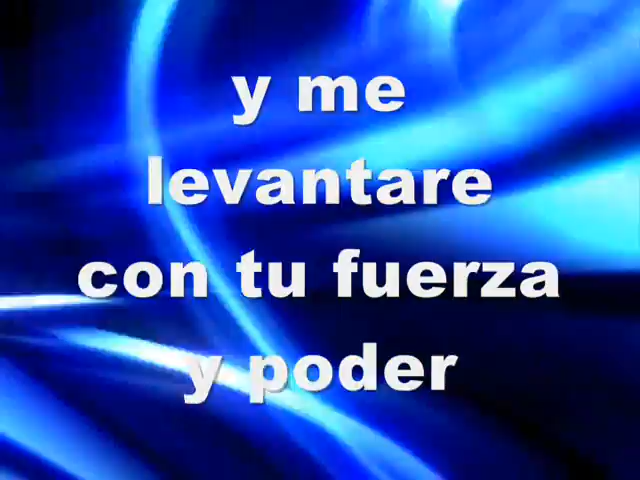 y me
levantare
con tu fuerza
y poder